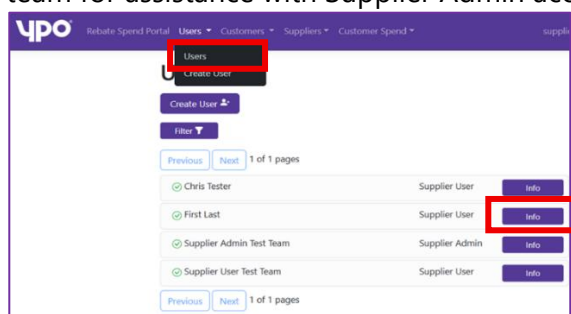 team for assistance with Supplier Admin acc
ypo Rebate Spend Portal Users Customers Suppliers Customer Spend
Users
Create User
Create User
Filter
Previous Next 1 of 1 pages
Chris Tester Supplier User Info
First Last Supplier User Info
Supplier Admin Test Team Supplier Admin Info
Supplier User Test Team Supplier User Info
Previous Next 1 of 1 pages